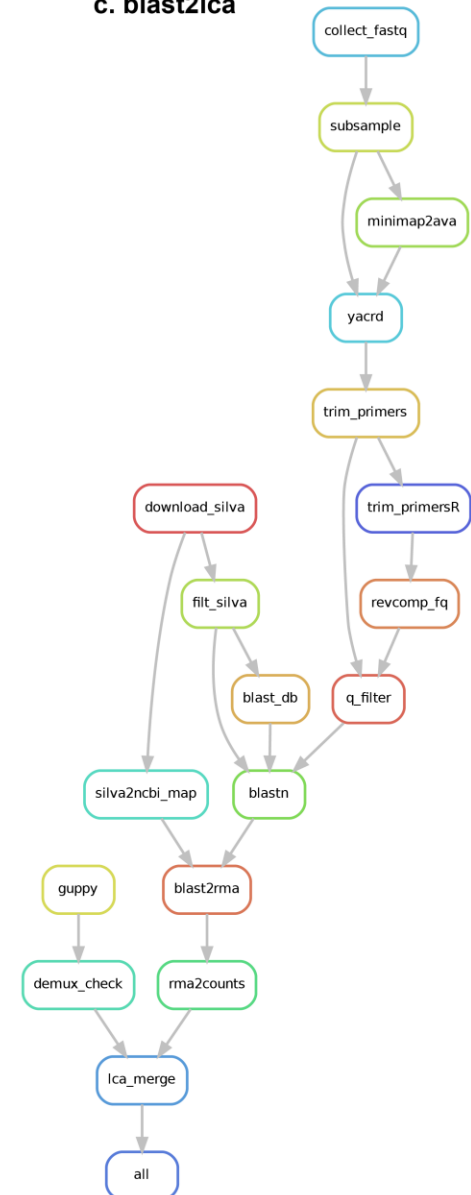 c. blast2lca
collect_fastq
subsample
minimap2ava
yacrd
trim_primers
download_silva
trim_primersR
filt_silva
revcomp_fq
blast_db
q_filter
silva2ncbi_map
blastn
guppy
blast2rma
demux_check
rma2counts
lca_merge
all